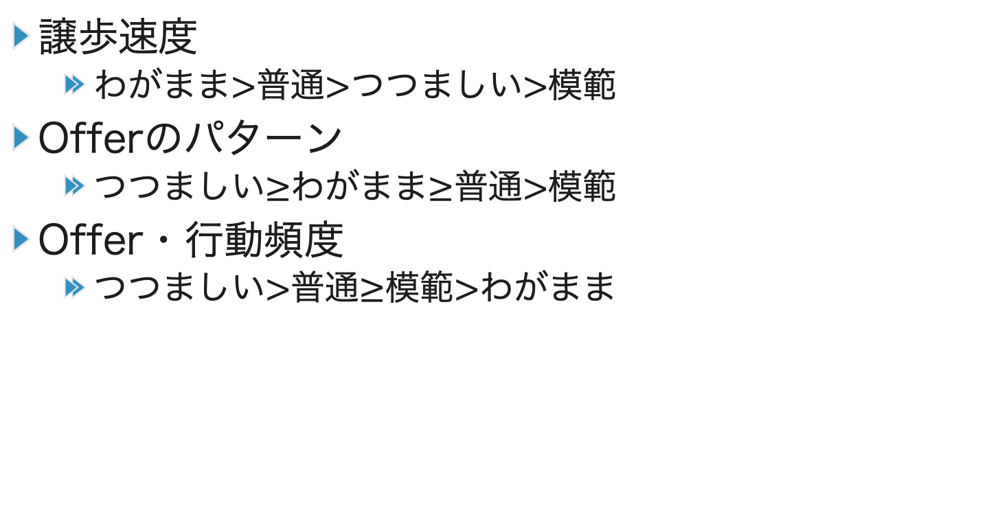 譲歩速度
わがまま>普通>つつましい>模範
Offerのパターン
つつましい≥わがまま≥普通>模範
Offer・行動頻度
つつましい>普通≥模範>わがまま